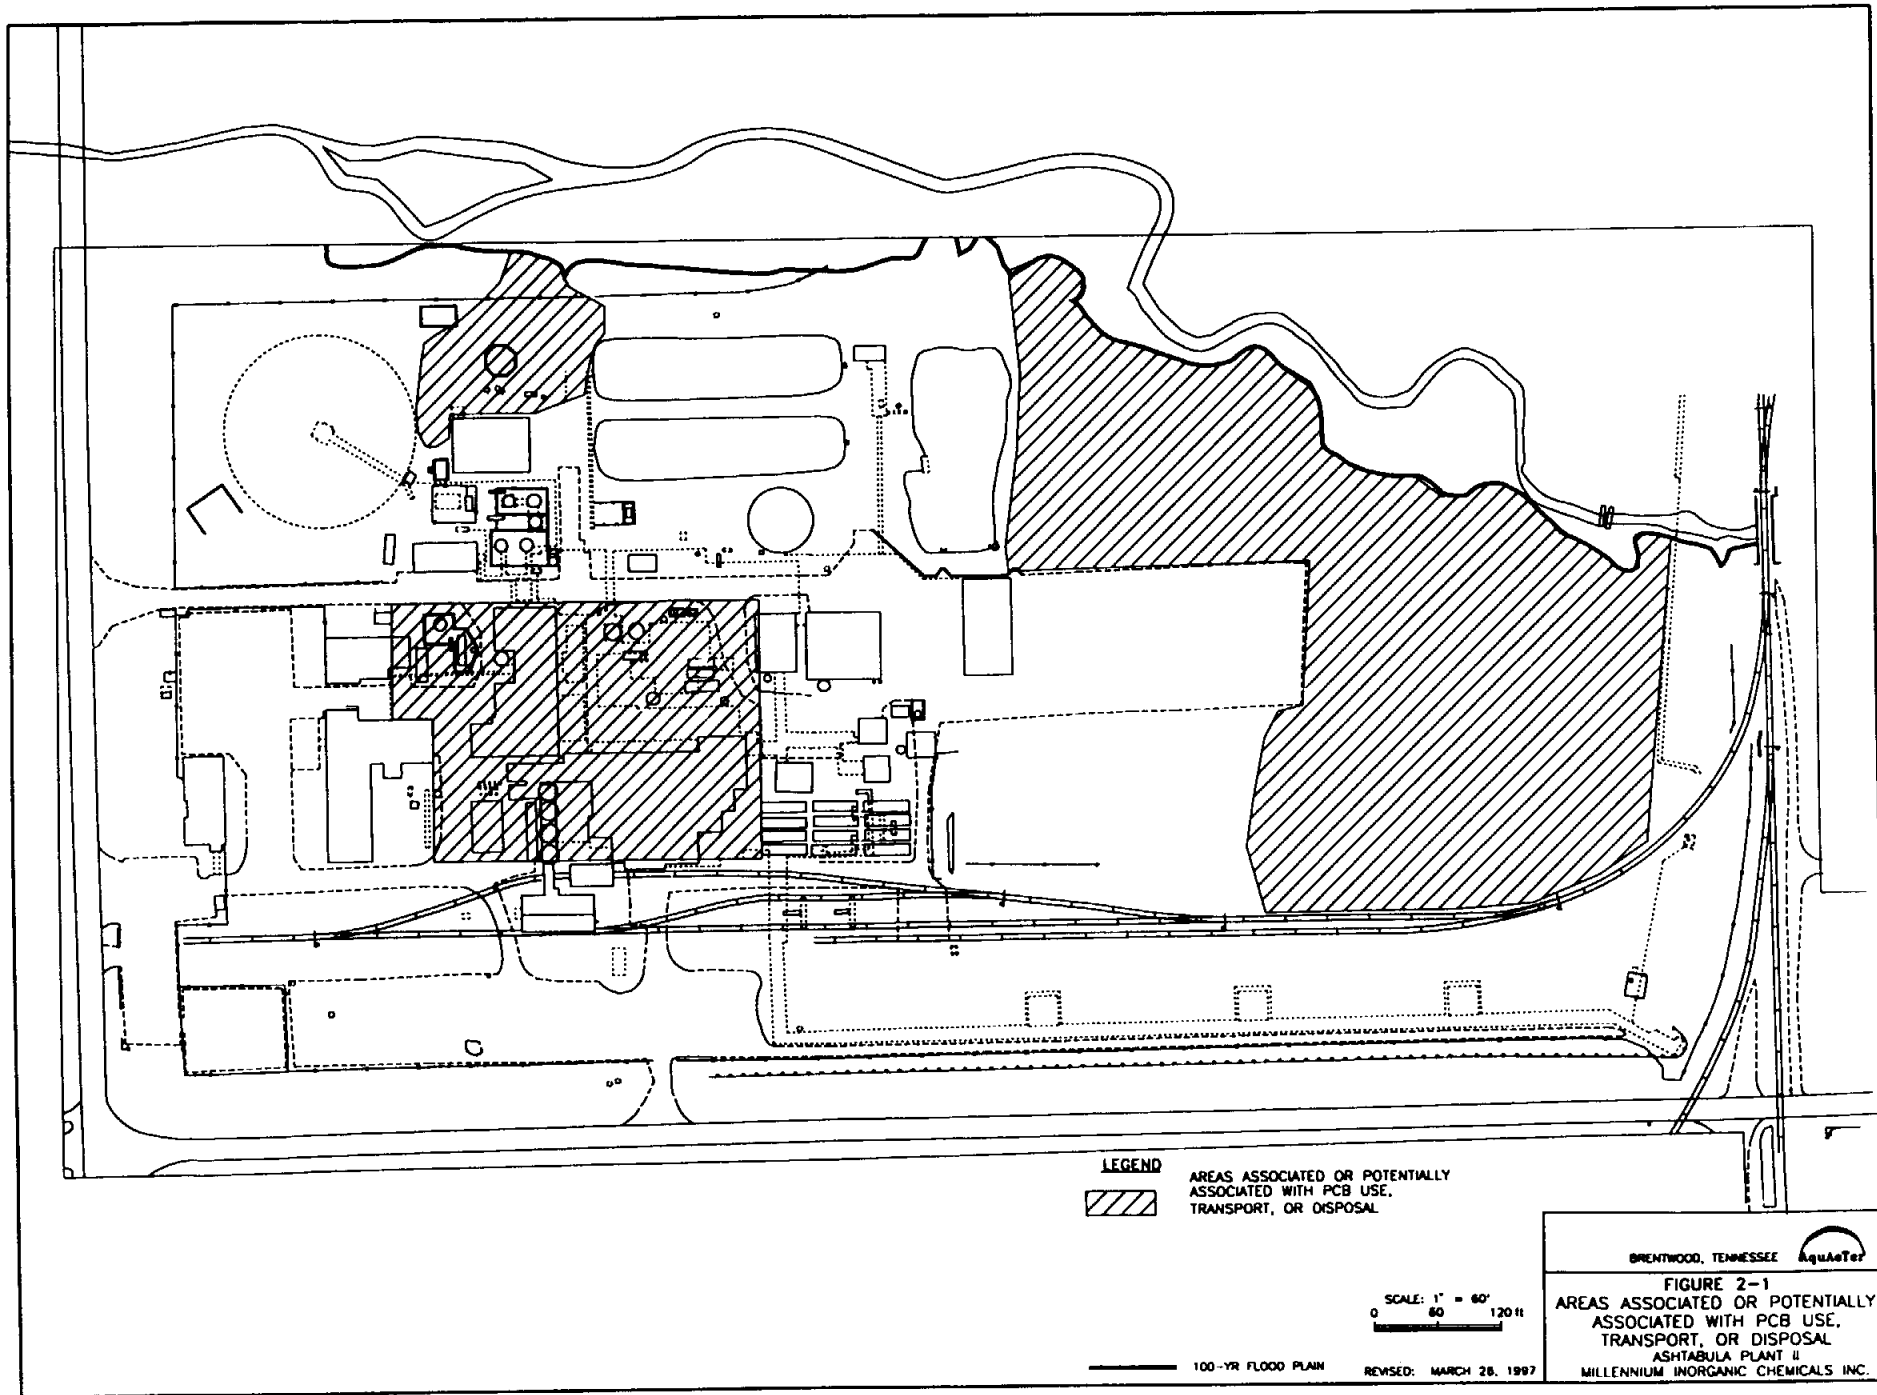 LEGEND
AREAS ASSOCIATED OR POTENTIALLY
ASSOCIATED WITH PCB USE,
TRANSPORT, OR DISPOSAL
BRENTWOOD, TENNESSEE
AquAeTer
FIGURE 2-1
AREAS ASSOCIATED OR POTENTIALLY
ASSOCIATED WITH PCB USE,
TRANSPORT, OR DISPOSAL
ASHTABULA PLANT II
MILLENNIUM INORGANIC CHEMICALS INC.
SCALE: 1" = 60'
0 60 120 ft
100-YR FLOOD PLAIN
REVISED: MARCH 26, 1997